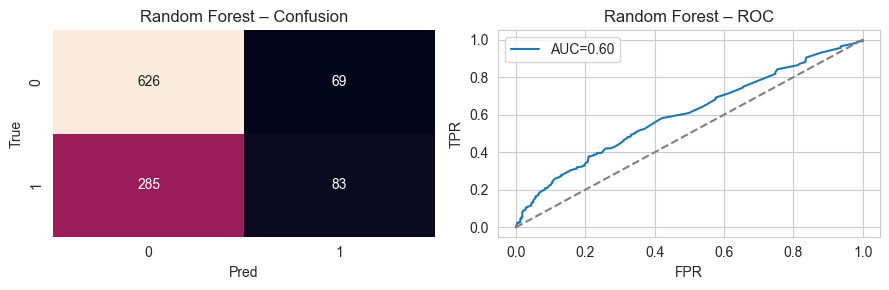 Random Forest – Confusion
True
0
1
626
69
285
83
0
1
Pred
Random Forest – ROC
AUC=0.60
TPR
1.0
0.8
0.6
0.4
0.2
0.0
0.0
0.2
0.4
0.6
0.8
1.0
FPR